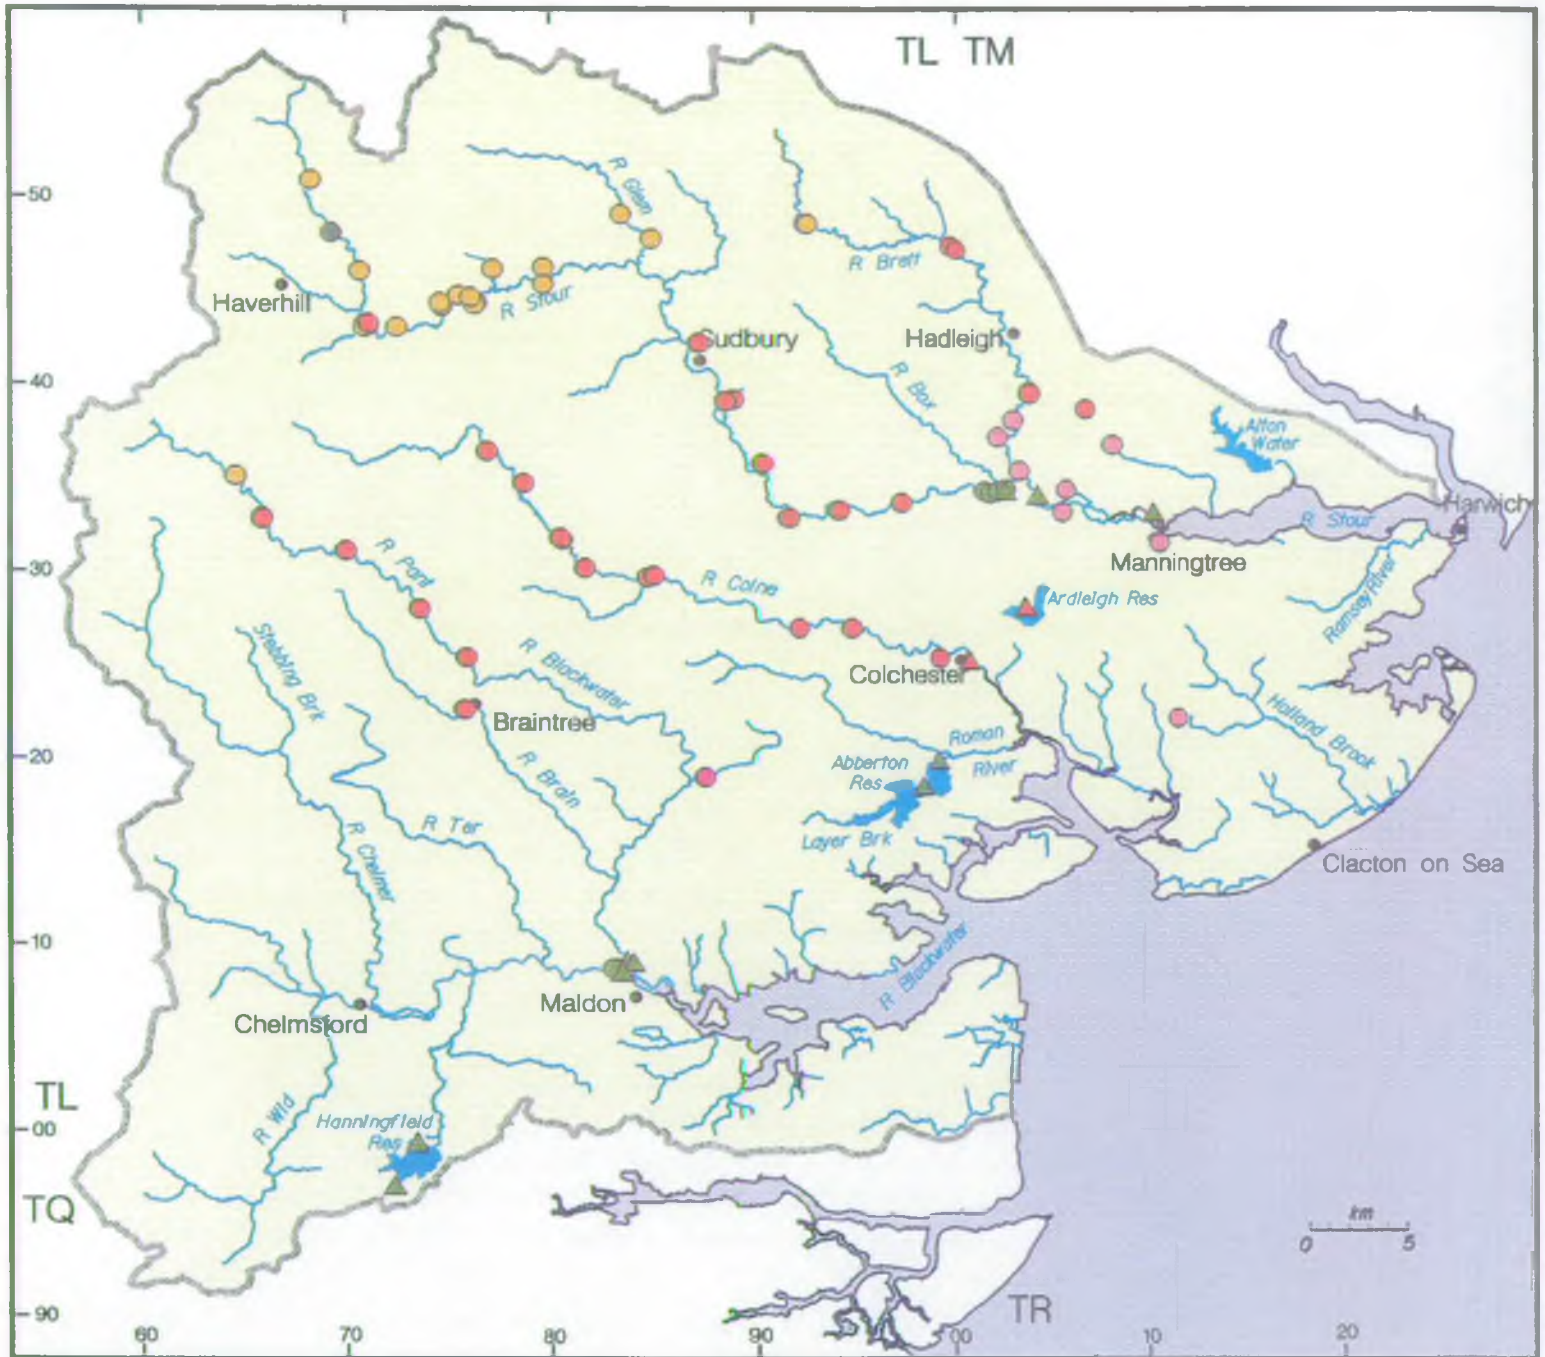 TL TM
50
R Glem
R Brett
Haverhill
R Stour
Sudbury
Hadleigh
40
R Box
Alton
Water
Harwich
R Stour
Manningtree
30
R Pant
R Colne
Ardleigh Res
Ramsey River
Stebbing Brk
R Blackwater
Colchester
Braintree
Holland Brook
20
Roman
River
Abberton
Res
R Brain
R Ter
Layer Brk
R Chelmer
Clacton on Sea
10
R Blackwater
Maldon
Chelmsford
TL
R Wid
Hanningfield
Res
00
TQ
km
0 5
90
TR
60 70 80 90 00 10 20